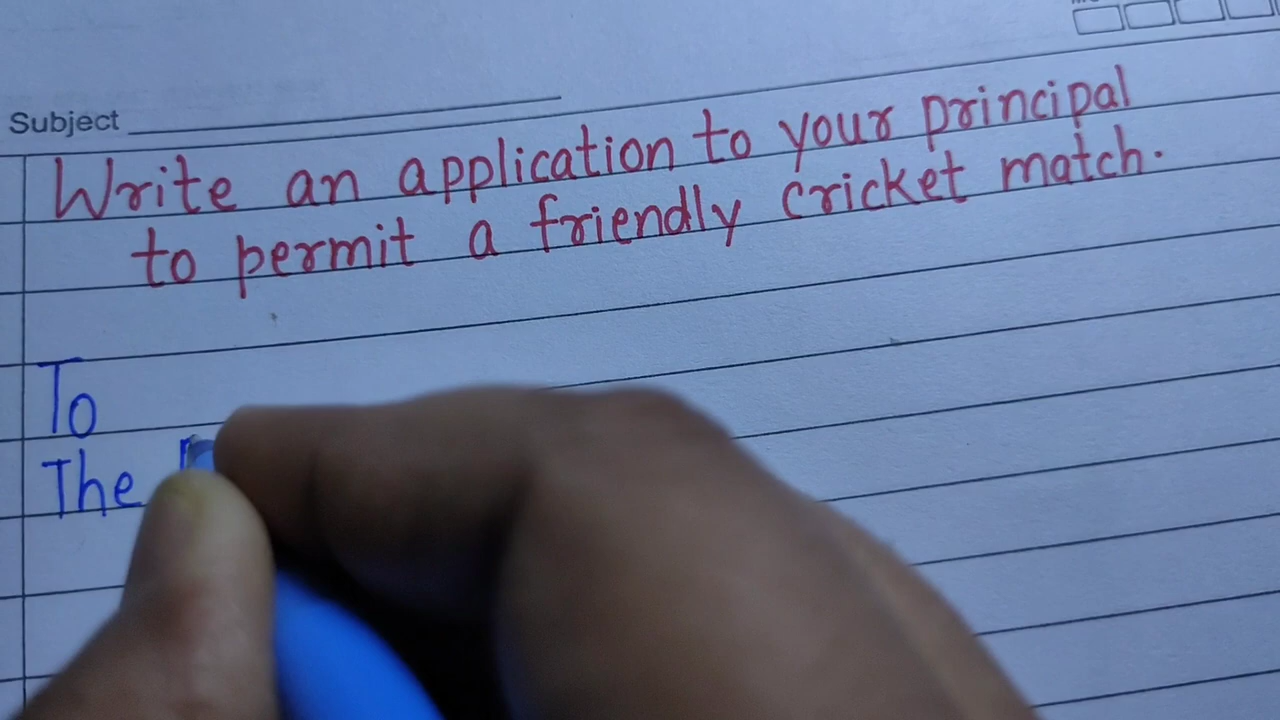 Subject
Write an application to your principal
to permit a friendly cricket match.
To
The